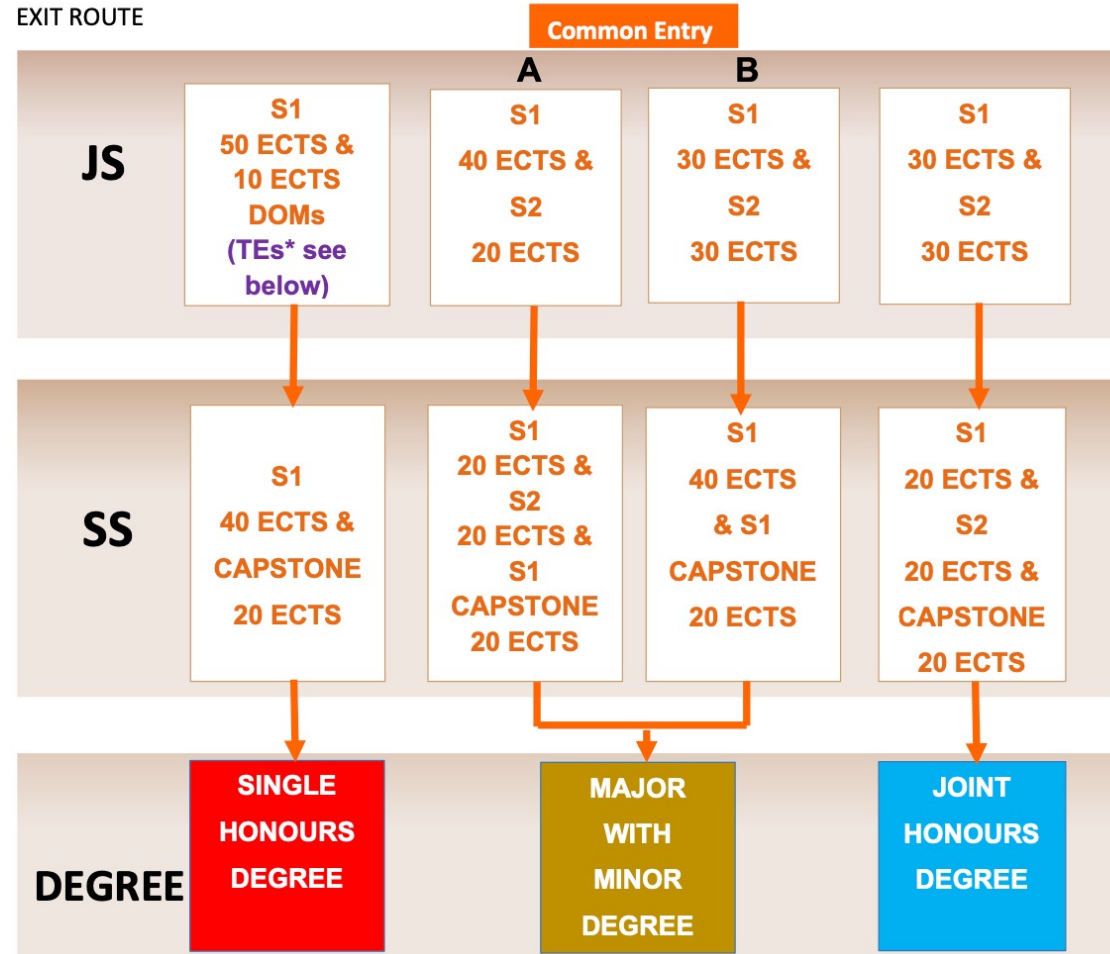 EXIT ROUTE
Common Entry
A
B
JS
S1
50 ECTS &
10 ECTS
DOMs
(TEs* see
below)
S1
40 ECTS &
S2
20 ECTS
S1
30 ECTS &
S2
30 ECTS
S1
30 ECTS &
S2
30 ECTS
SS
S1
40 ECTS &
CAPSTONE
20 ECTS
S1
20 ECTS &
S2
20 ECTS &
S1
CAPSTONE
20 ECTS
S1
40 ECTS
& S1
CAPSTONE
20 ECTS
S1
20 ECTS &
S2
20 ECTS &
CAPSTONE
20 ECTS
DEGREE
SINGLE
HONOURS
DEGREE
MAJOR
WITH
MINOR
DEGREE
JOINT
HONOURS
DEGREE